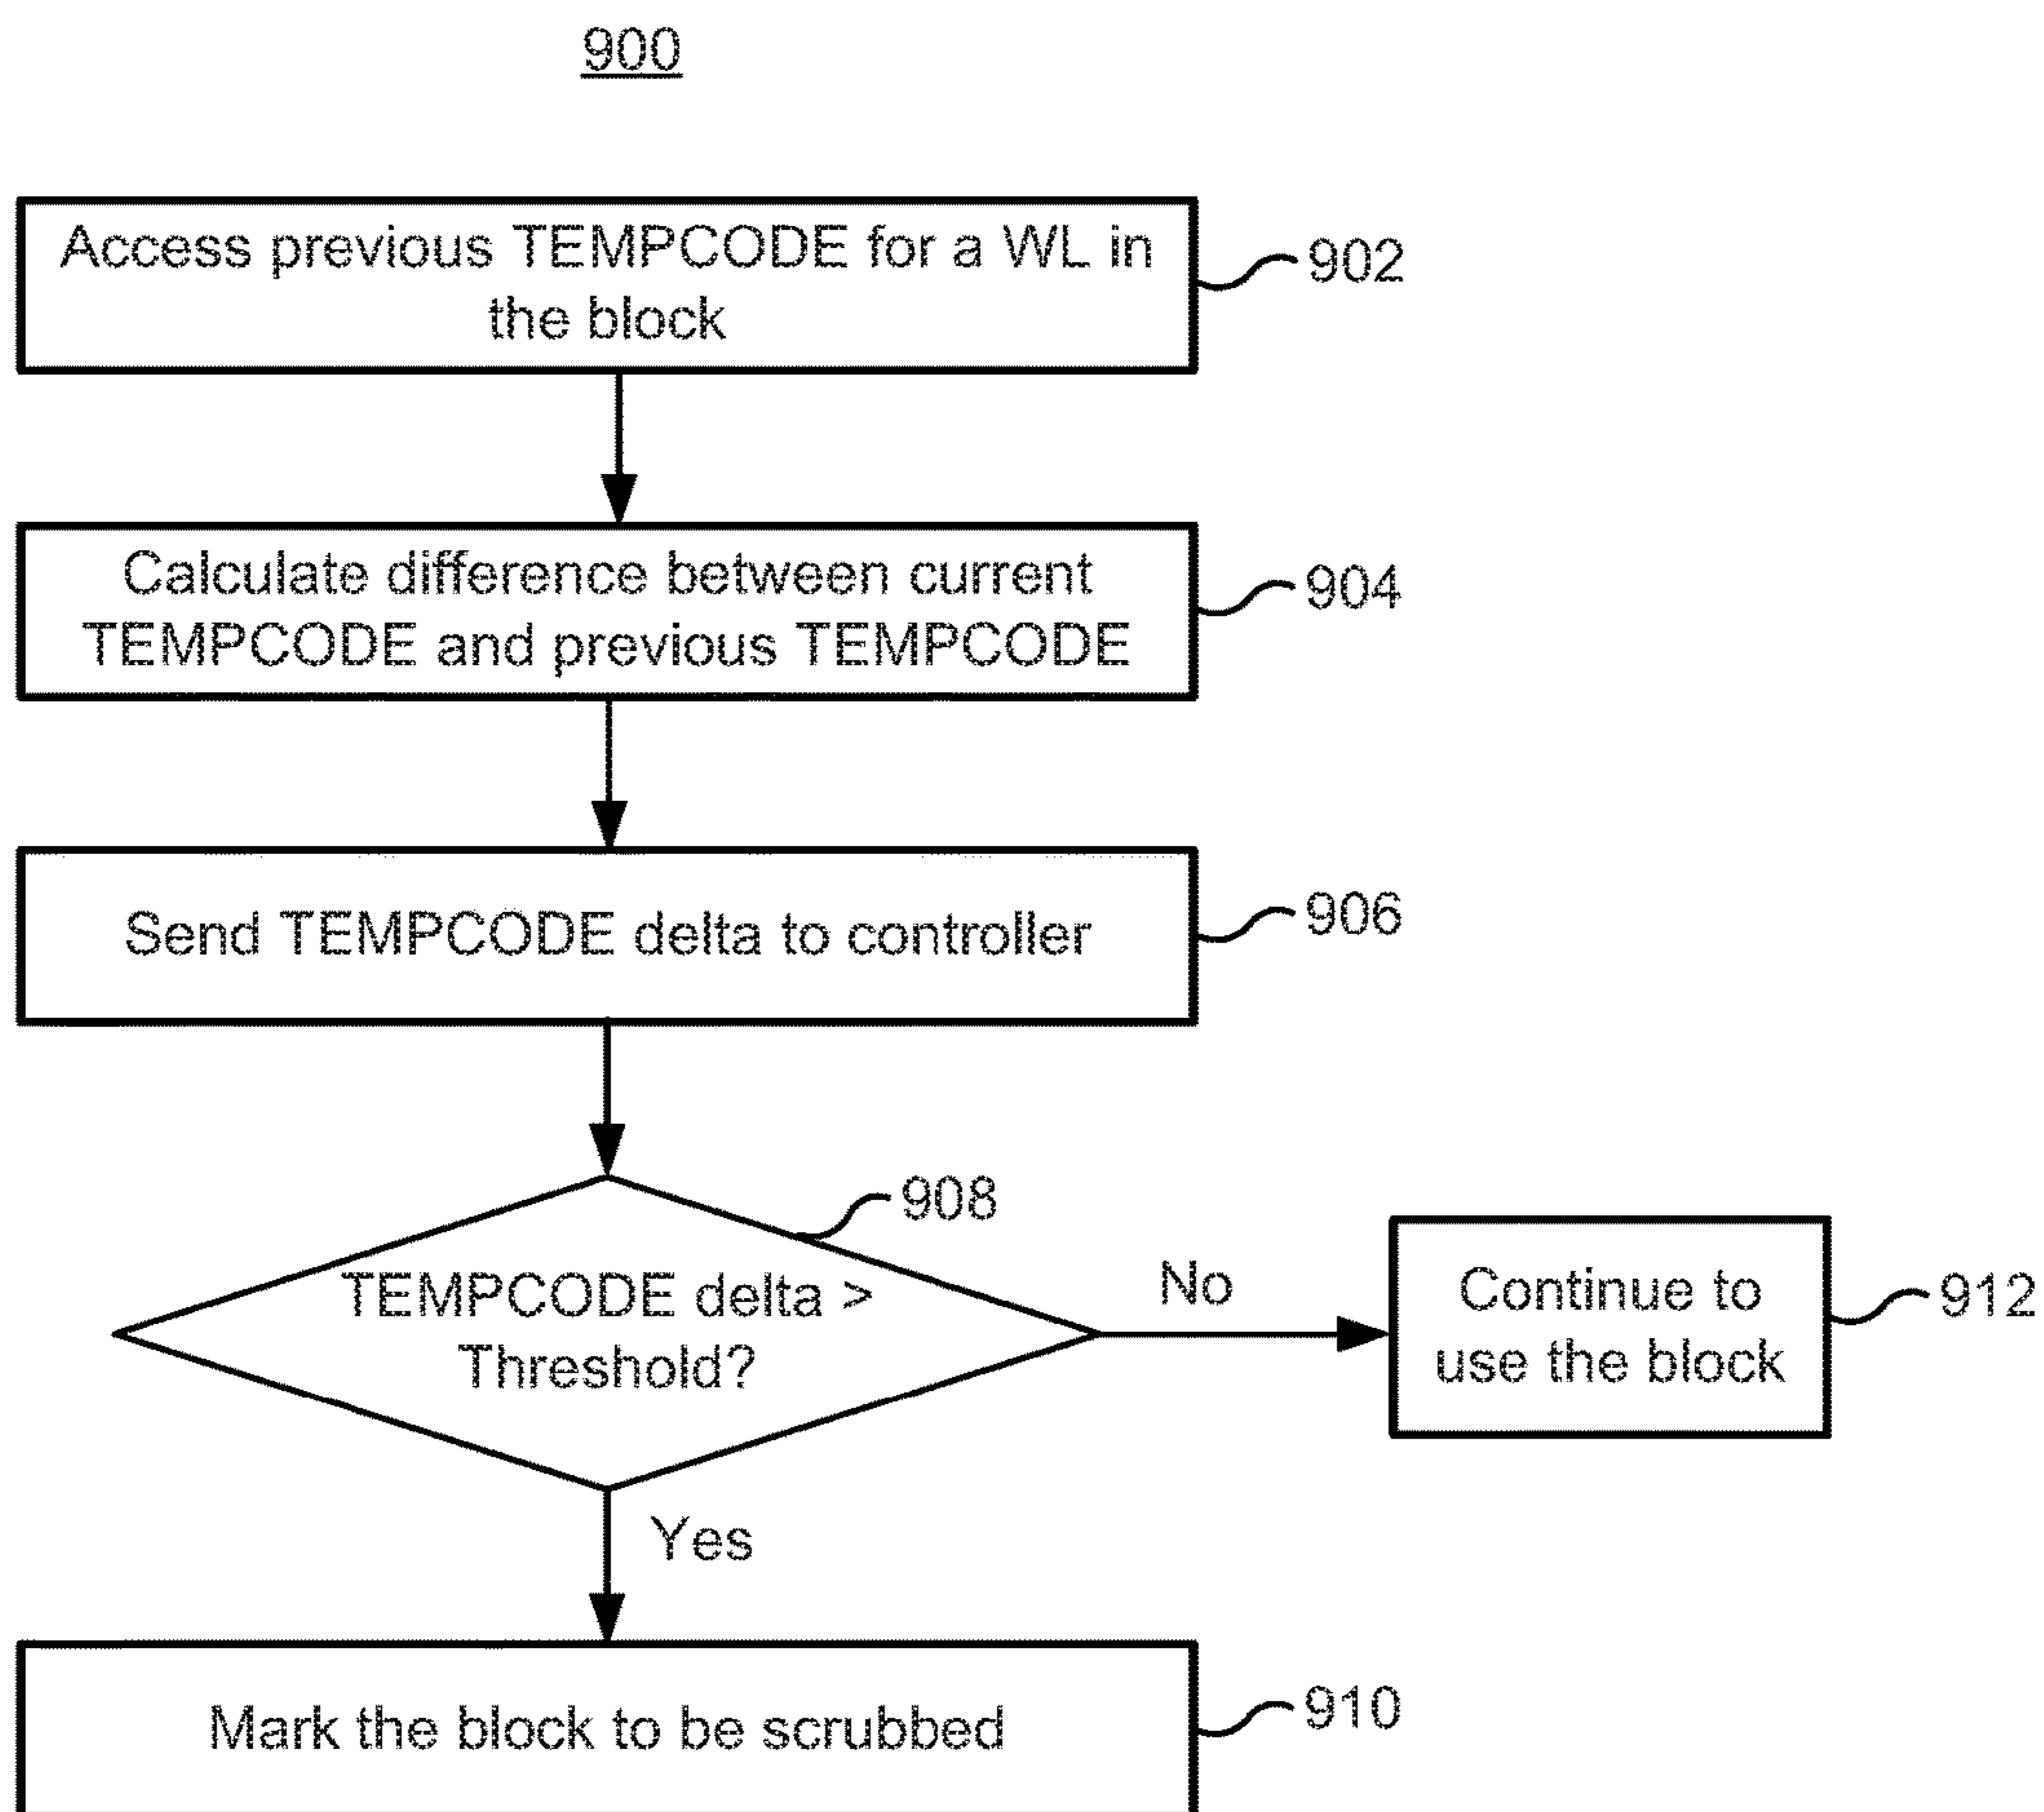 900
Access previous TEMPCODE for a WL in
the block
902
Calculate difference between current
TEMPCODE and previous TEMPCODE
904
Send TEMPCODE delta to controller
906
908
TEMPCODE delta >
Threshold?
No
Continue to
use the block
912
Yes
Mark the block to be scrubbed
910